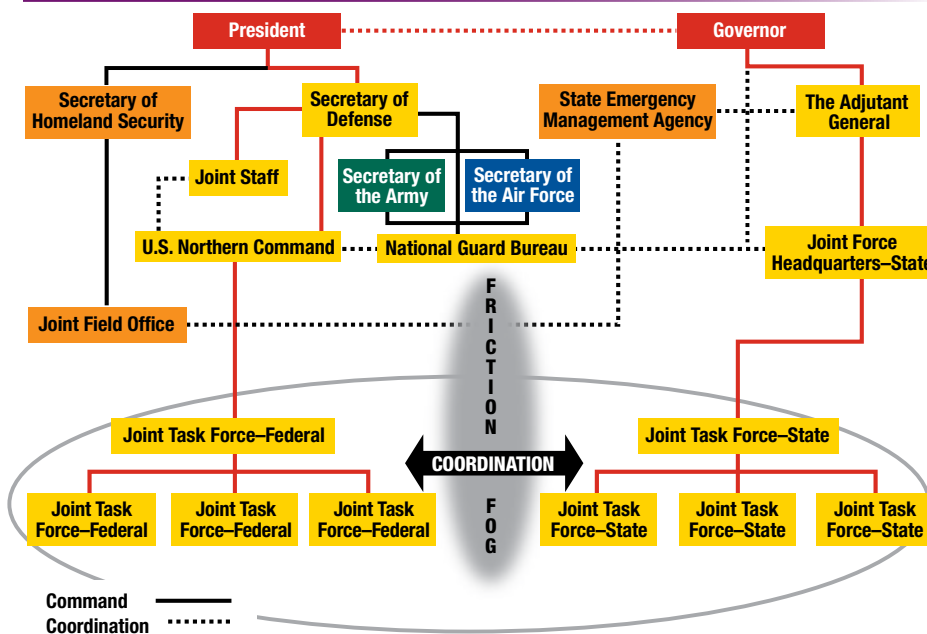 President
Governor
Secretary of
Homeland Security
Secretary of
Defense
State Emergency
Management Agency
The Adjutant
General
Joint Staff
Secretary of
the Army
Secretary of
the Air Force
U.S. Northern Command
National Guard Bureau
Joint Force
Headquarters–State
Joint Field Office
FRICTION
Joint Task Force–Federal
Joint Task Force–State
COORDINATION
Joint Task
Force–Federal
Joint Task
Force–Federal
Joint Task
Force–Federal
FOG
Joint Task
Force–State
Joint Task
Force–State
Joint Task
Force–State
Command
Coordination